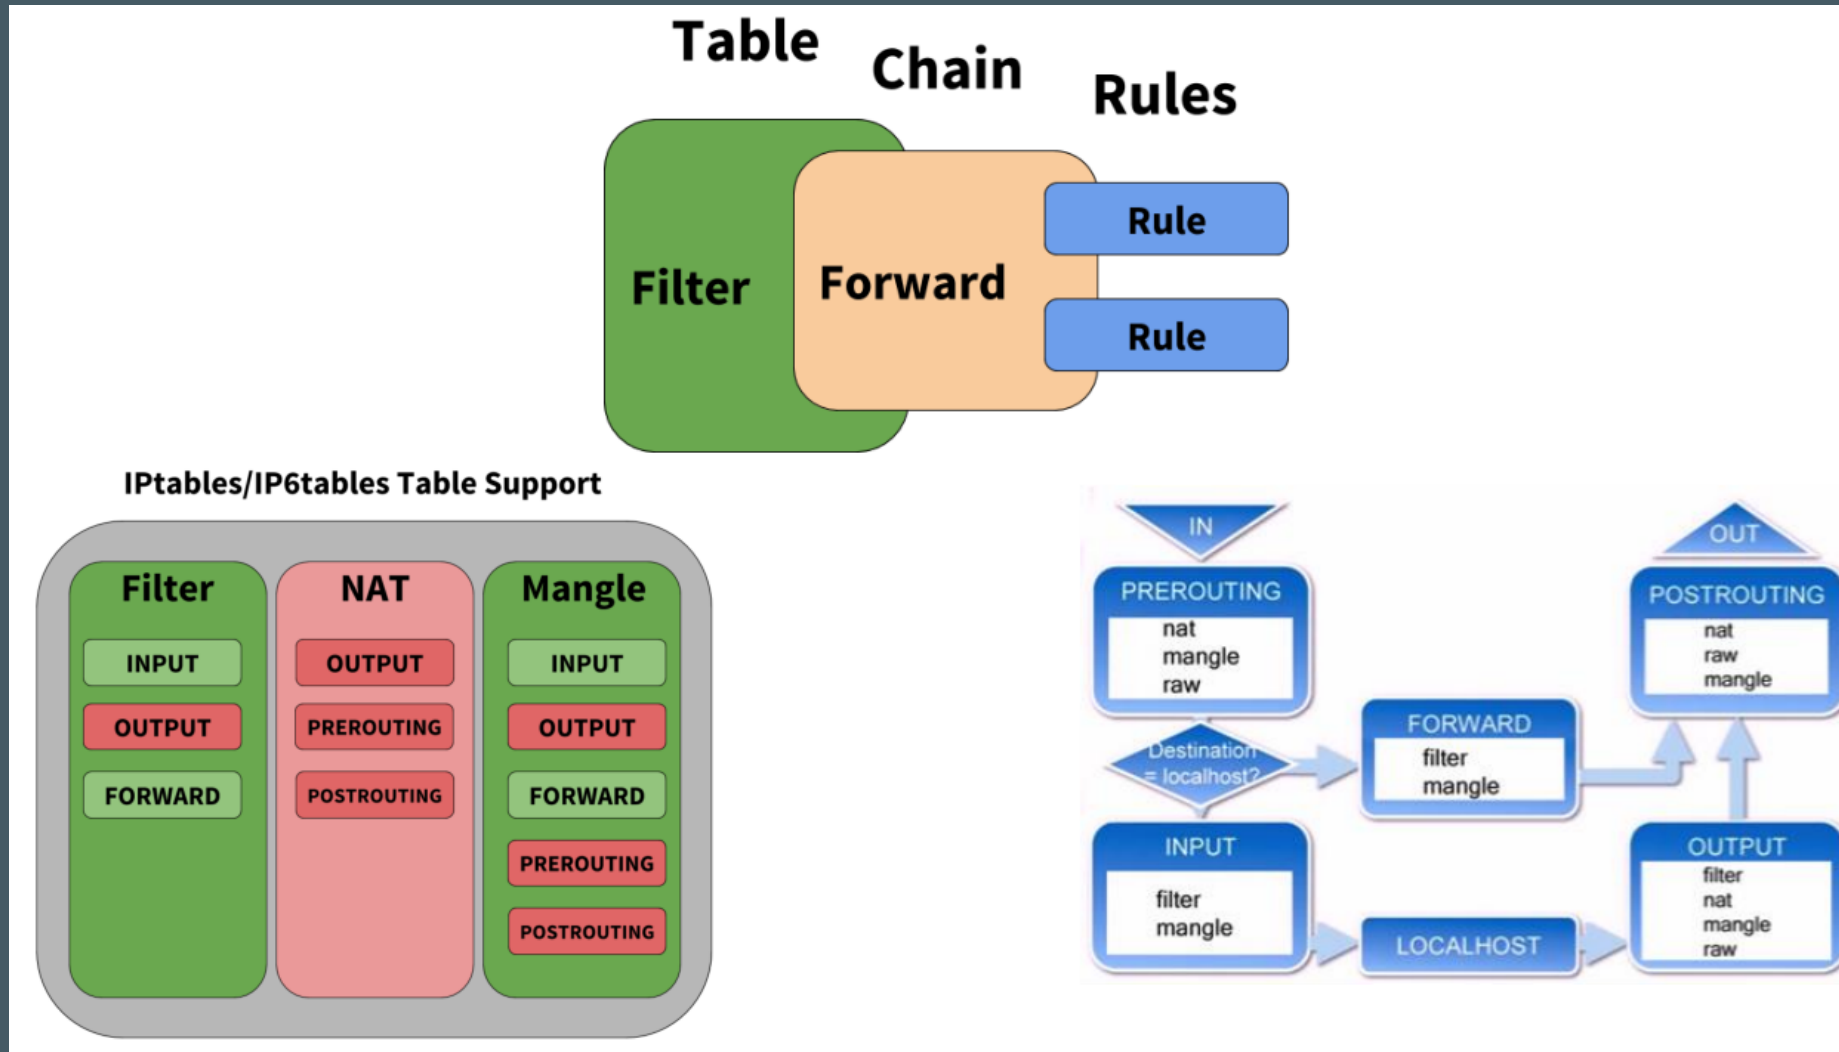 Table
Chain
Rules
Filter
Forward
Rule
Rule
IPtables/IP6tables Table Support
Filter
INPUT
OUTPUT
FORWARD
NAT
OUTPUT
PREROUTING
POSTROUTING
Mangle
INPUT
OUTPUT
FORWARD
PREROUTING
POSTROUTING
IN
PREROUTING
nat
mangle
raw
Destination
= localhost?
INPUT
filter
mangle
FORWARD
filter
mangle
LOCALHOST
OUT
POSTROUTING
nat
raw
mangle
OUTPUT
filter
nat
mangle
raw